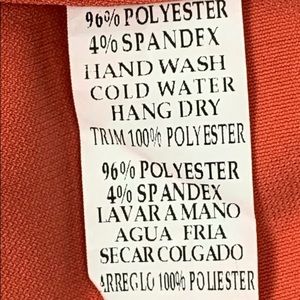 96% POLYESTER
4% SPANDEX
HAND WASH
COLD WATER
HANG DRY
TRIM 100% POLYESTER
96% POLYESTER
4% SPANDEX
LAVAR A MANO
AGUA FRIA
SECAR COLGADO
ARREGLO 100% POLIESTER